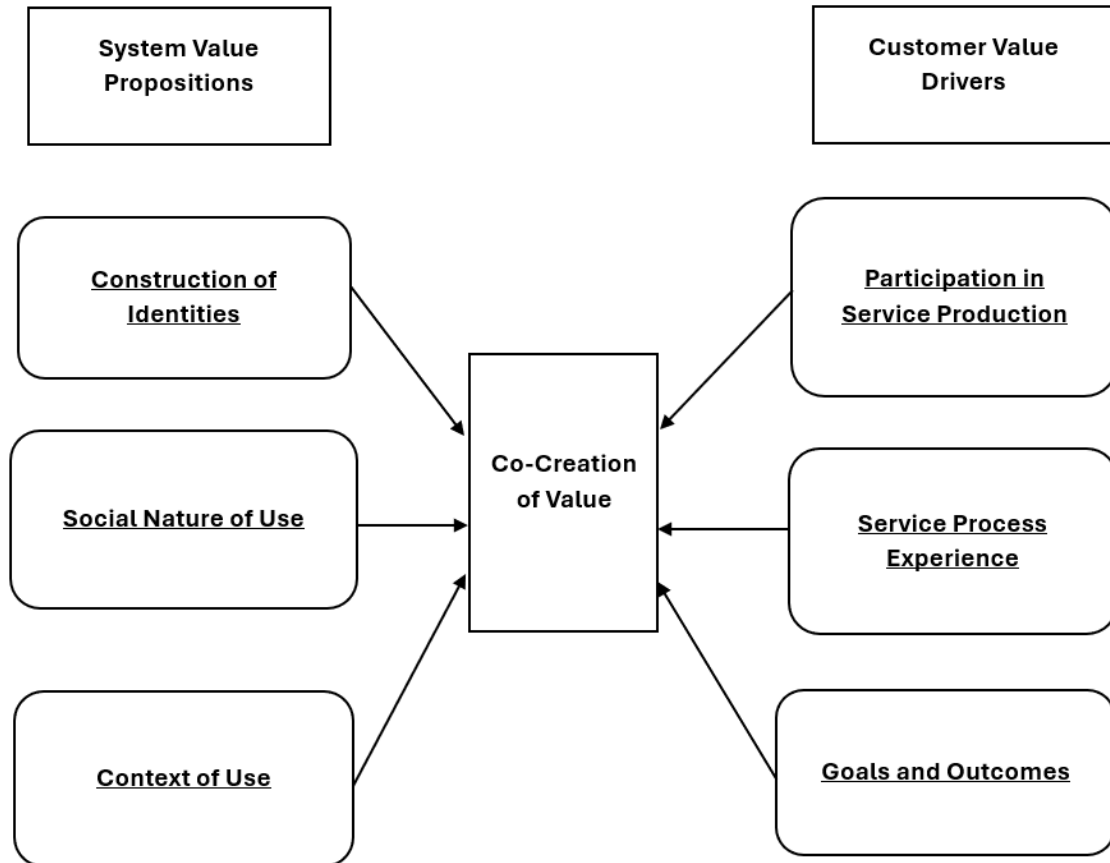 System Value
Propositions
Customer Value
Drivers
Construction of
Identities
Participation in
Service Production
Co-Creation
of Value
Social Nature of Use
Service Process
Experience
Context of Use
Goals and Outcomes